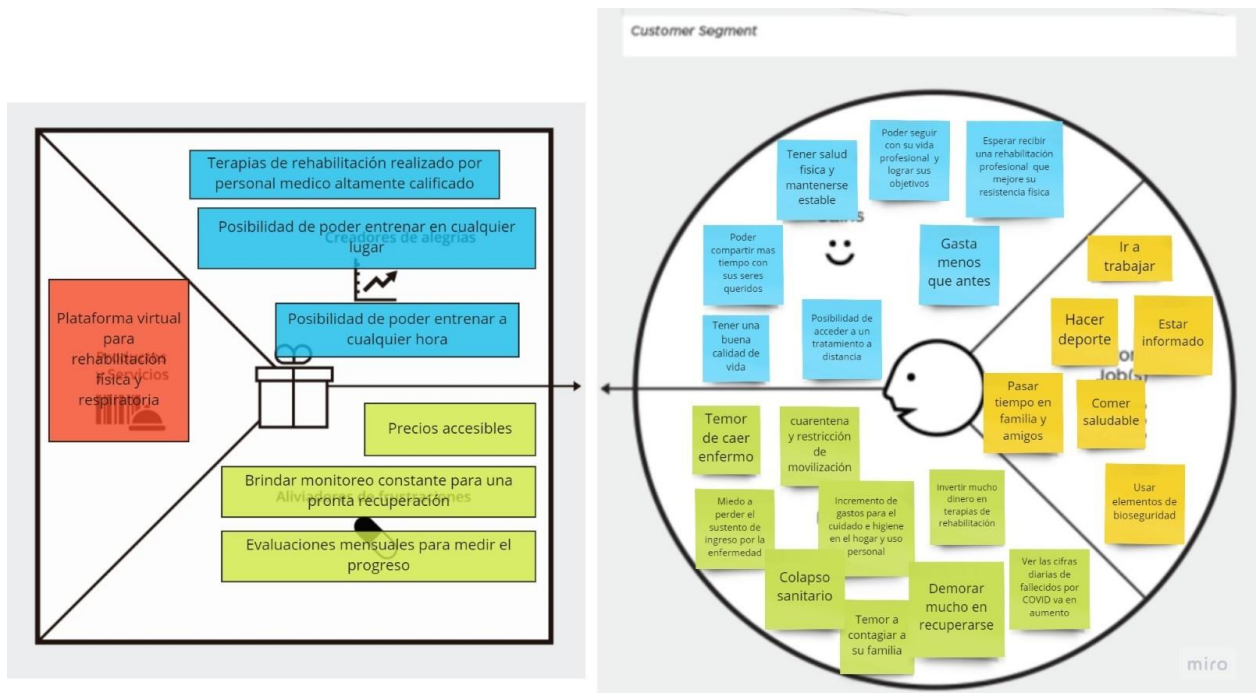 Customer Segment
Terapias de rehabilitación realizado por
personal medico altamente calificado
Posibilidad de poder entrenar en cualquier
lugar
Creadores de alegrías
Posibilidad de poder entrenar a
cualquier hora
Plataforma virtual
para
rehabilitación
física y
respiratoria
y Servicios
Precios accesibles
Brindar monitoreo constante para una
pronta recuperación
Aliviadores de frustraciones
Evaluaciones mensuales para medir el
progreso
Tener salud
física y
mantenerse
estable
Poder seguir
con su vida
profesional y
lograr sus
objetivos
Esperar recibir
una rehabilitación
profesional que
mejore su
resistencia física
Poder
compartir mas
tiempo con
sus seres
queridos
Gasta
menos
que antes
Tener una
buena
calidad de
vida
Posibilidad de
acceder a un
tratamiento a
distancia
Ir a
trabajar
Hacer
deporte
Estar
informado
Job(s)
Pasar
tiempo en
familia y
amigos
Comer
saludable
Usar
elementos de
bioseguridad
Temor
de caer
enfermo
cuarentena
y restricción
de
movilización
Miedo a
perder el
sustento de
ingreso por la
enfermedad
Incremento de
gastos para el
cuidado e higiene
en el hogar y uso
personal
Invertir mucho
dinero en
terapias de
rehabilitación
Colapso
sanitario
Temor a
contagiar a
su familia
Demorar
mucho en
recuperarse
Ver las cifras
diarias de
fallecidos por
COVID va en
aumento
miro